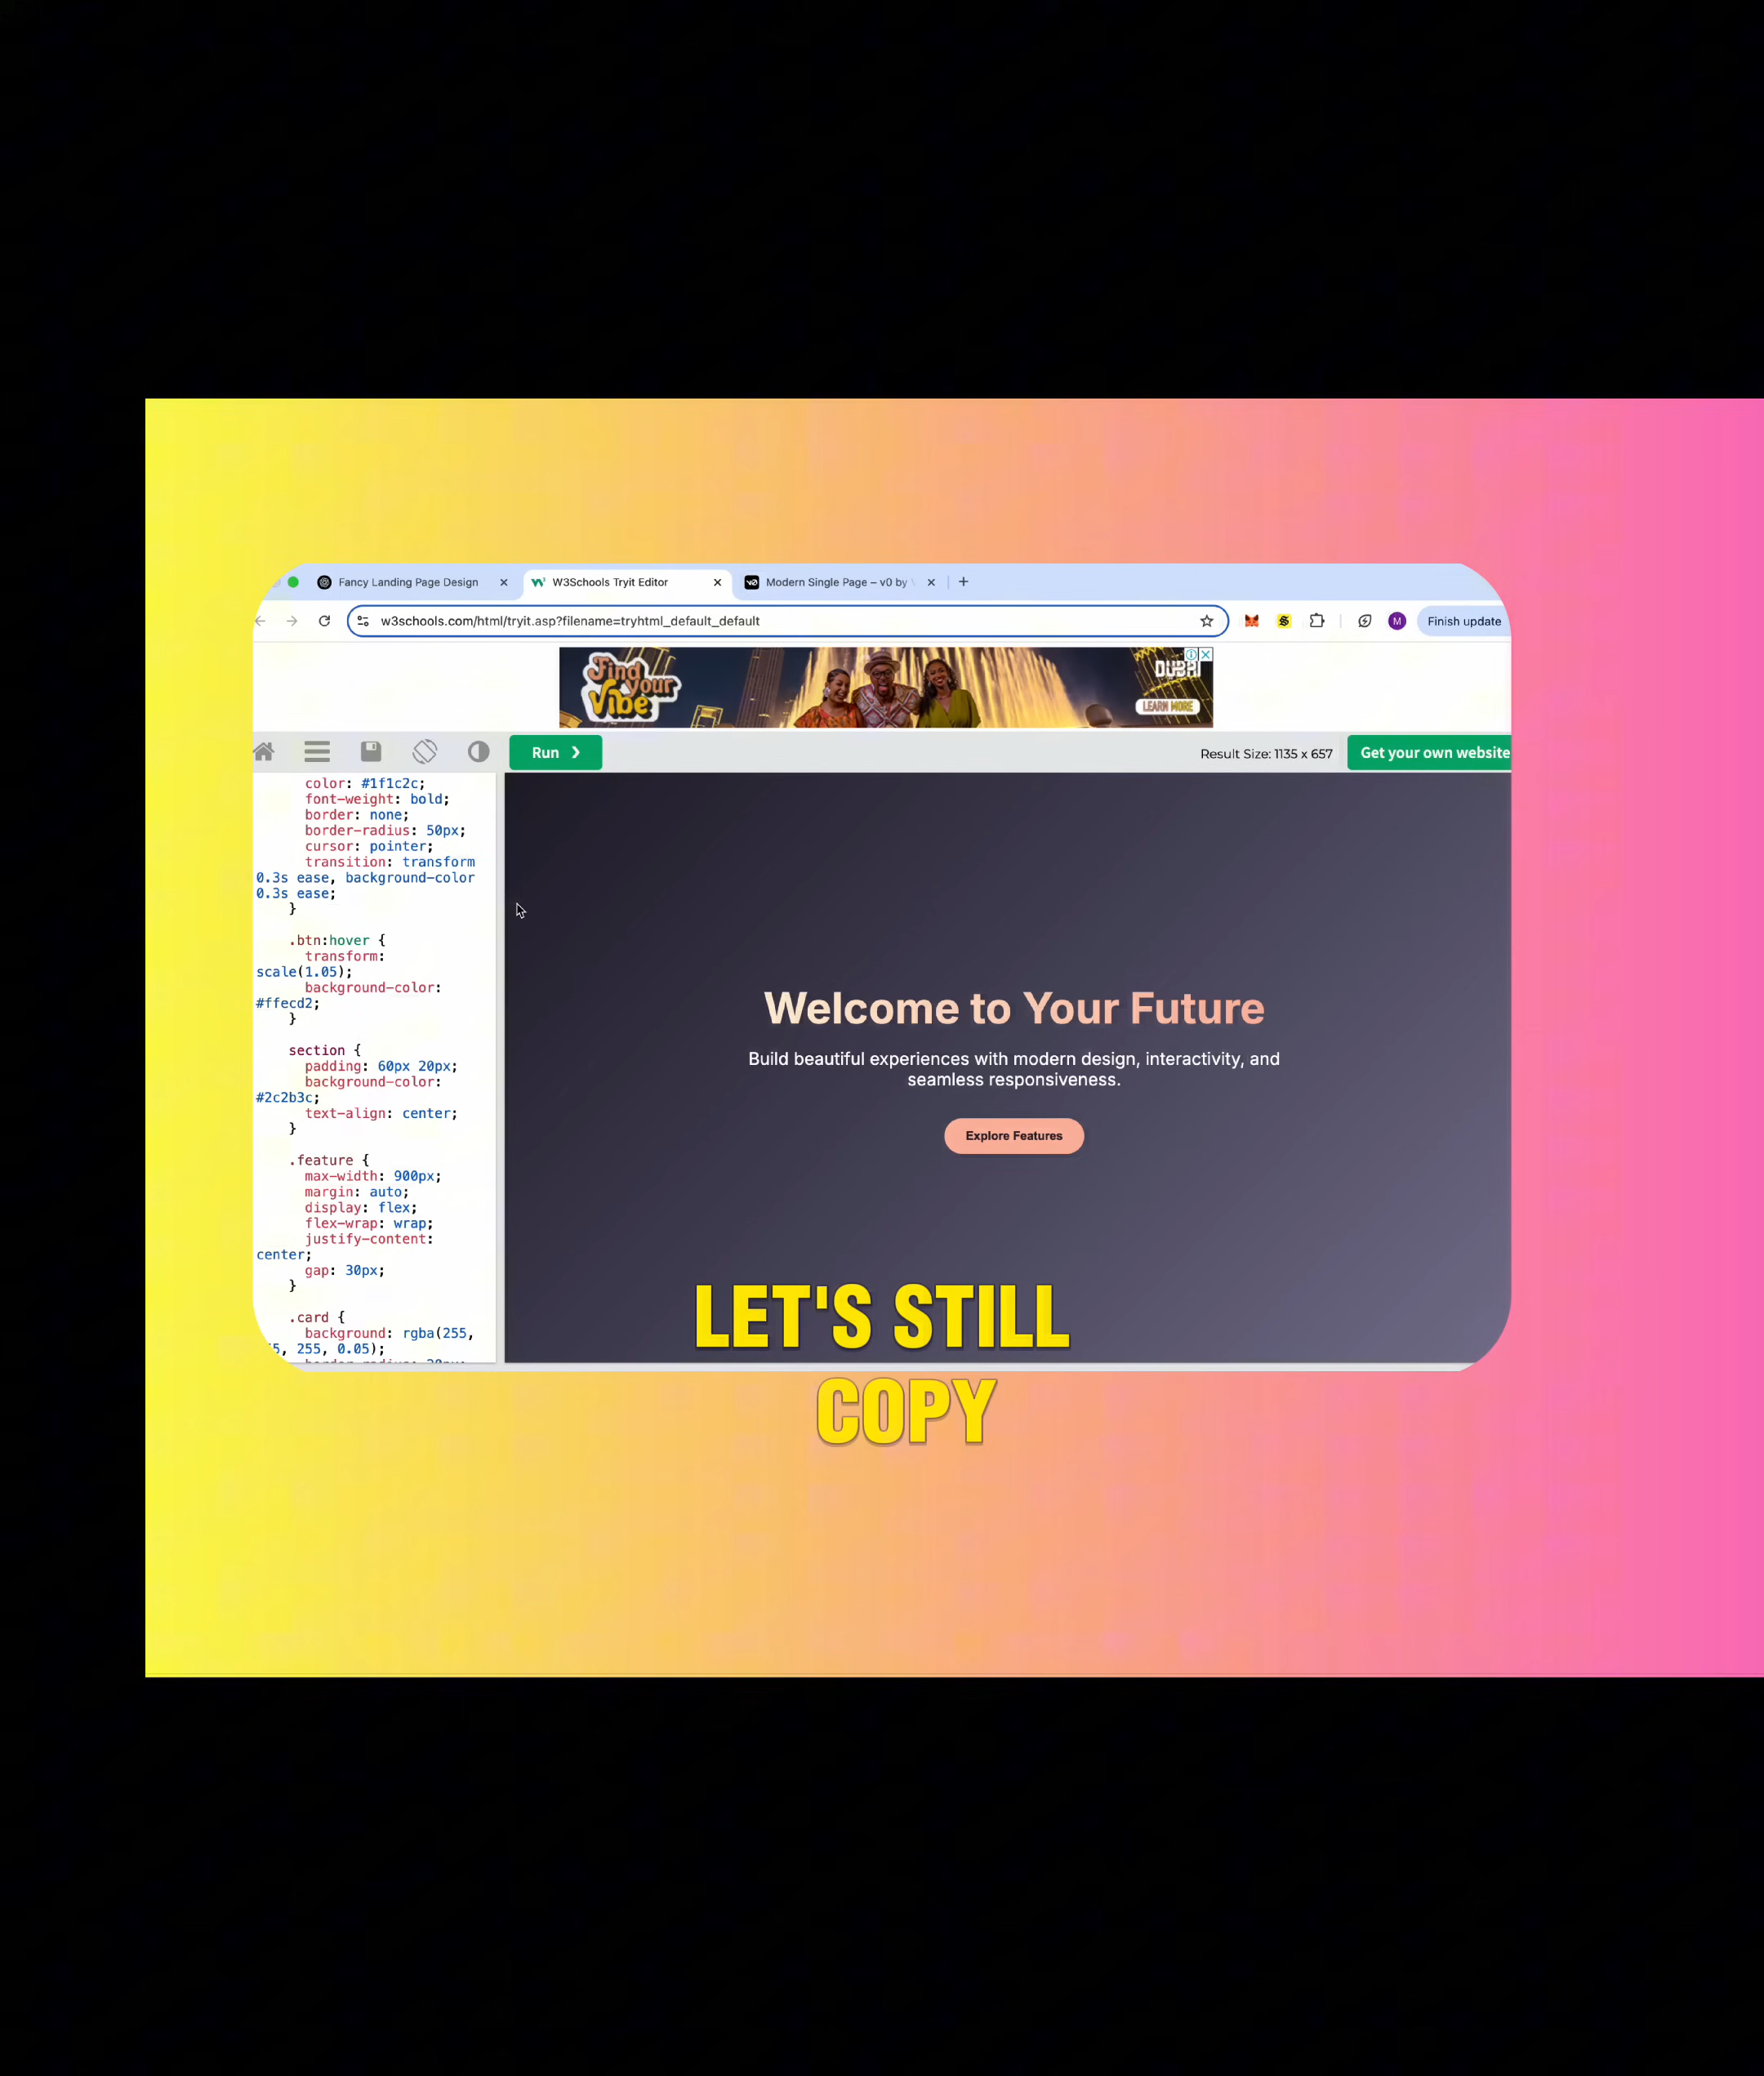 Fancy Landing Page Design
W3Schools Tryit Editor
Modern Single Page – v0 by
w3schools.com/html/tryit.asp?filename=tryhtml_default_default
M
Finish update
Find
Your
Vibe
DUBAI
LEARN MORE
Run ❯
Result Size: 1135 x 657
Get your own website
color: #1f1c2c;
font-weight: bold;
border: none;
border-radius: 50px;
cursor: pointer;
transition: transform
0.3s ease, background-color
0.3s ease;
}
.btn:hover {
transform:
scale(1.05);
background-color:
#ffecd2;
}
section {
padding: 60px 20px;
background-color:
#2c2b3c;
text-align: center;
}
.feature {
max-width: 900px;
margin: auto;
display: flex;
flex-wrap: wrap;
justify-content:
center;
gap: 30px;
}
.card {
background: rgba(255,
5, 255, 0.05);
Welcome to Your Future
Build beautiful experiences with modern design, interactivity, and
seamless responsiveness.
Explore Features
LET'S STILL
COPY